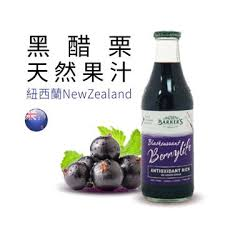 黑醋栗
天然果汁
紐西蘭NewZealand
BARKER'S
Blackcurrant
Berrylife
ANTIOXIDANT RICH